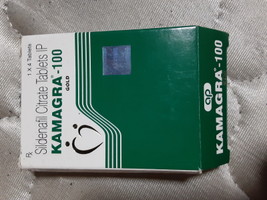 1 X 4 Tablets
Rx
Sildenafil Citrate Tablets IP
KAMAGRA®-100
GOLD
KAMAGRA®-100